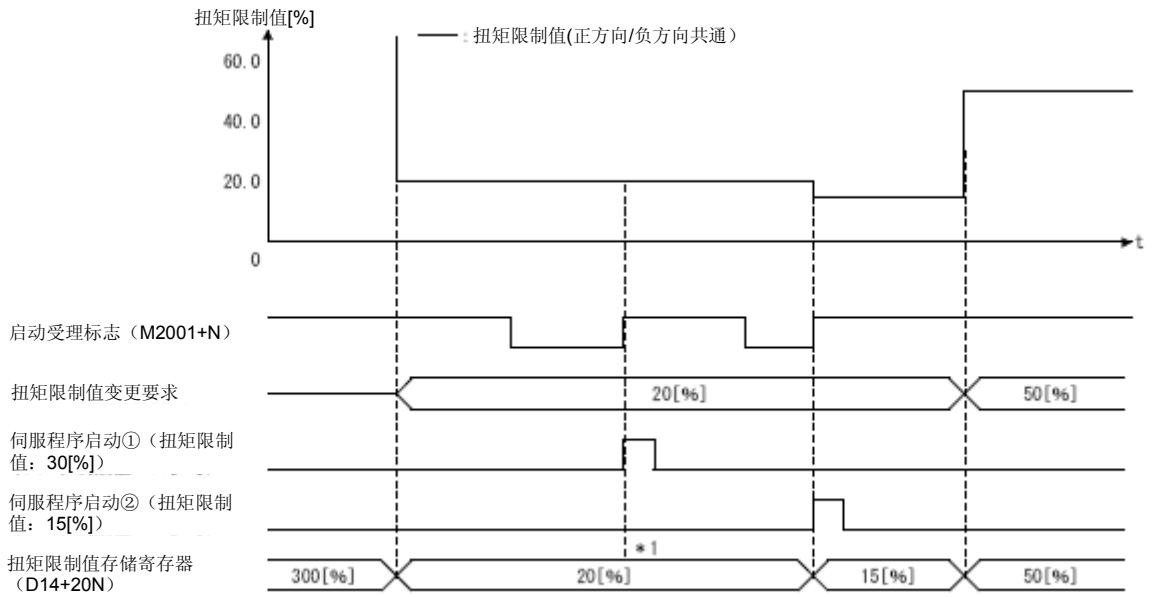 扭矩限制值[%]
：扭矩限制值(正方向/负方向共通）
60.0
40.0
20.0
0
t
启动受理标志（M2001+N）
扭矩限制值变更要求
20[%]
50[%]
伺服程序启动①（扭矩限制
值：30[%]）
伺服程序启动②（扭矩限制
值：15[%]）
*1
扭矩限制值存储寄存器
（D14+20N）
300[%]
20[%]
15[%]
50[%]